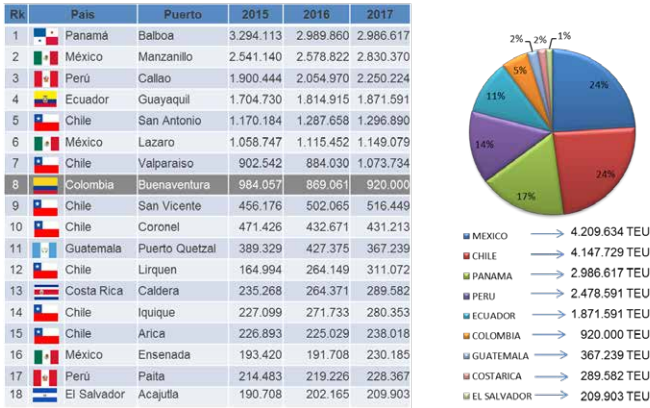 Rk País Puerto 2015 2016 2017
1 Panamá Balboa 3.294.113 2.989.860 2.986.617
2 México Manzanillo 2.541.140 2.578.822 2.830.370
3 Perú Callao 1.900.444 2.054.970 2.250.224
4 Ecuador Guayaquil 1.704.730 1.814,915 1.871.591
5 Chile San Antonio 1.170.184 1.287.658 1.296.890
6 México Lazaro 1.058.747 1.115.452 1.149.079
7 Chile Valparaiso 902.542 884.030 1.073.734
8 Colombia Buenaventura 984.057 869.061 920.000
9 Chile San Vicente 456.176 502.065 516.449
10 Chile Coronel 471.426 432.671 431.213
11 Guatemala Puerto Quetzal 389.329 427.375 367.239
12 Chile Lirquen 164.994 264.149 311.072
13 Costa Rica Caldera 235.268 264.371 289.582
14 Chile Iquique 227.099 271.733 280.353
15 Chile Arica 226.893 225.029 238.018
16 México Ensenada 193.420 191.708 230.185
17 Perú Paita 214.483 219.226 228.367
18 El Salvador Acajutla 190.708 202.165 209.903
2% 2% 1%
5%
11%
24%
14%
17%
24%
MEXICO 4.209.634 TEU
CHILE 4.147.729 TEU
PANAMA 2.986.617 TEU
PERU 2.478.591 TEU
ECUADOR 1.871.591 TEU
COLOMBIA 920.000 TEU
GUATEMALA 367.239 TEU
COSTARICA 289.582 TEU
EL SALVADOR 209.903 TEU